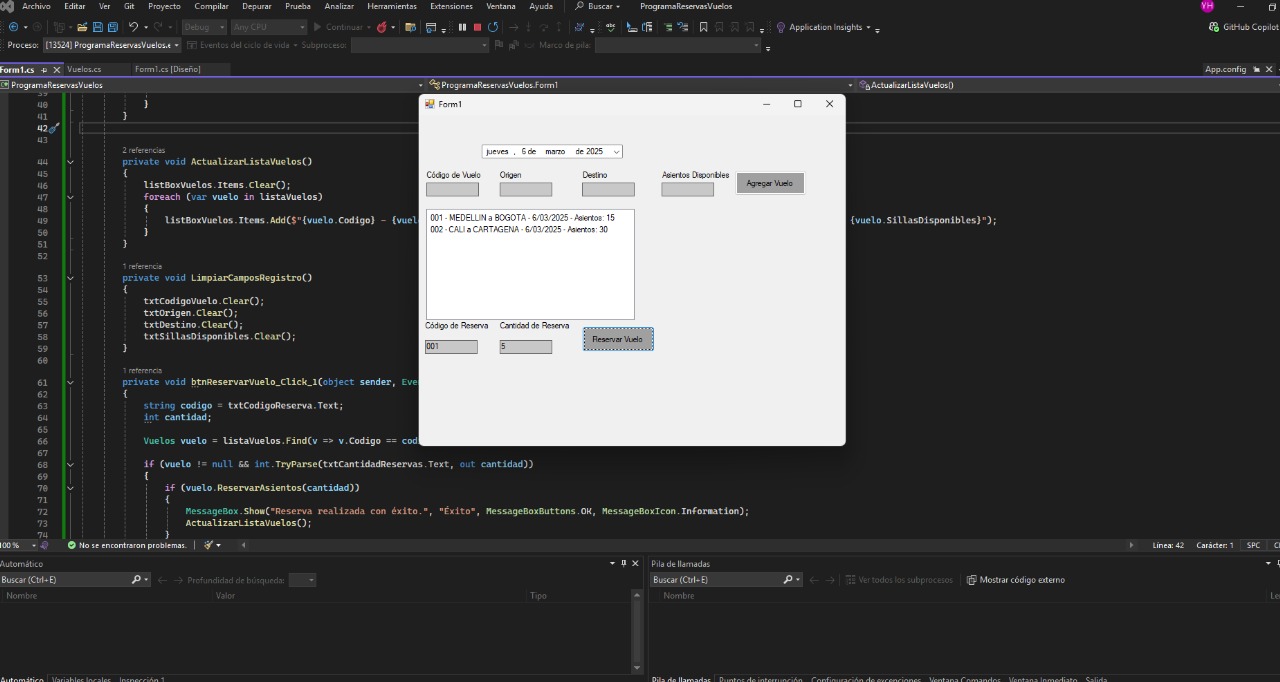 Archivo Editar Ver Git Proyecto Compilar Depurar Prueba Analizar Herramientas Extensiones Ventana Ayuda Buscar ProgramaReservasVuelos YH
Debug Any CPU Continuar Application Insights GitHub Copilot
Proceso: [13524] ProgramaReservasVuelos.e Eventos del ciclo de vida Subproceso: Marco de pila:
Form1.cs Vuelos.cs Form1.cs [Diseño] App.config
ProgramaReservasVuelos ProgramaReservasVuelos.Form1 ActualizarListaVuelos()
39
40 }
41 }
42
43
2 referencias
44 private void ActualizarListaVuelos()
45 {
46 listBoxVuelos.Items.Clear();
47 foreach (var vuelo in listaVuelos)
48 {
49 listBoxVuelos.Items.Add($"{vuelo.Codigo} - {vuel {vuelo.SillasDisponibles}");
50 }
51 }
52
1 referencia
53 private void LimpiarCamposRegistro()
54 {
55 txtCodigoVuelo.Clear();
56 txtOrigen.Clear();
57 txtDestino.Clear();
58 txtSillasDisponibles.Clear();
59 }
60
1 referencia
61 private void btnReservarVuelo_Click_1(object sender, Eve
62 {
63 string codigo = txtCodigoReserva.Text;
64 int cantidad;
65
66 Vuelos vuelo = listaVuelos.Find(v => v.Codigo == cod
67
68 if (vuelo != null && int.TryParse(txtCantidadReservas.Text, out cantidad))
69 {
70 if (vuelo.ReservarAsientos(cantidad))
71 {
72 MessageBox.Show("Reserva realizada con éxito.", "Éxito", MessageBoxButtons.OK, MessageBoxIcon.Information);
73 ActualizarListaVuelos();
74 }
Form1
jueves , 6 de marzo de 2025
Código de Vuelo Origen Destino Asientos Disponibles
Agregar Vuelo
001 - MEDELLIN a BOGOTA - 6/03/2025 - Asientos: 15
002 - CALI a CARTAGENA - 6/03/2025 - Asientos: 30
Código de Reserva Cantidad de Reserva
001 5 Reservar Vuelo
100 % No se encontraron problemas. Línea: 42 Carácter: 1 SPC
Automático
Buscar (Ctrl+E) Profundidad de búsqueda:
Nombre Valor Tipo
Automático Variables locales Inspección 1
Pila de llamadas
Buscar (Ctrl+E) Ver todos los subprocesos Mostrar código externo
Nombre
Pila de llamadas Puntos de interrupción Configuración de excepciones Ventana Comandos Ventana Inmediato Salida